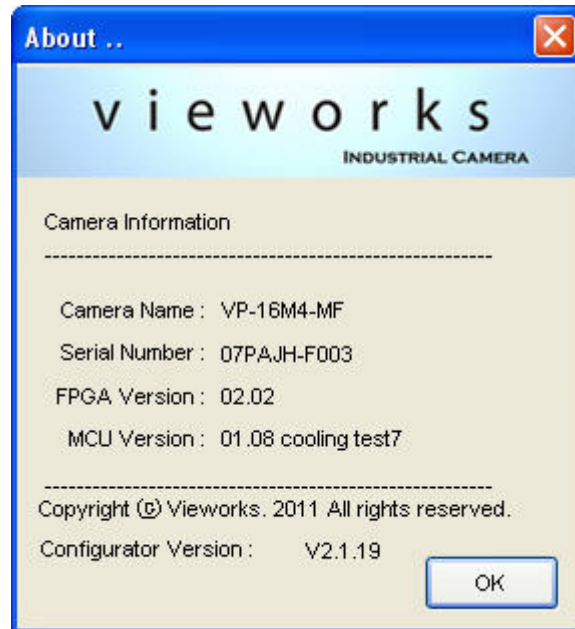 About ..
vieworks
INDUSTRIAL CAMERA
Camera Information
-------------------------------------------------------
Camera Name : VP-16M4-MF
Serial Number : 07PAJH-F003
FPGA Version : 02.02
MCU Version : 01.08 cooling test7
-------------------------------------------------------
Copyright ⓒ Vieworks. 2011 All rights reserved.
Configurator Version : V2.1.19
OK